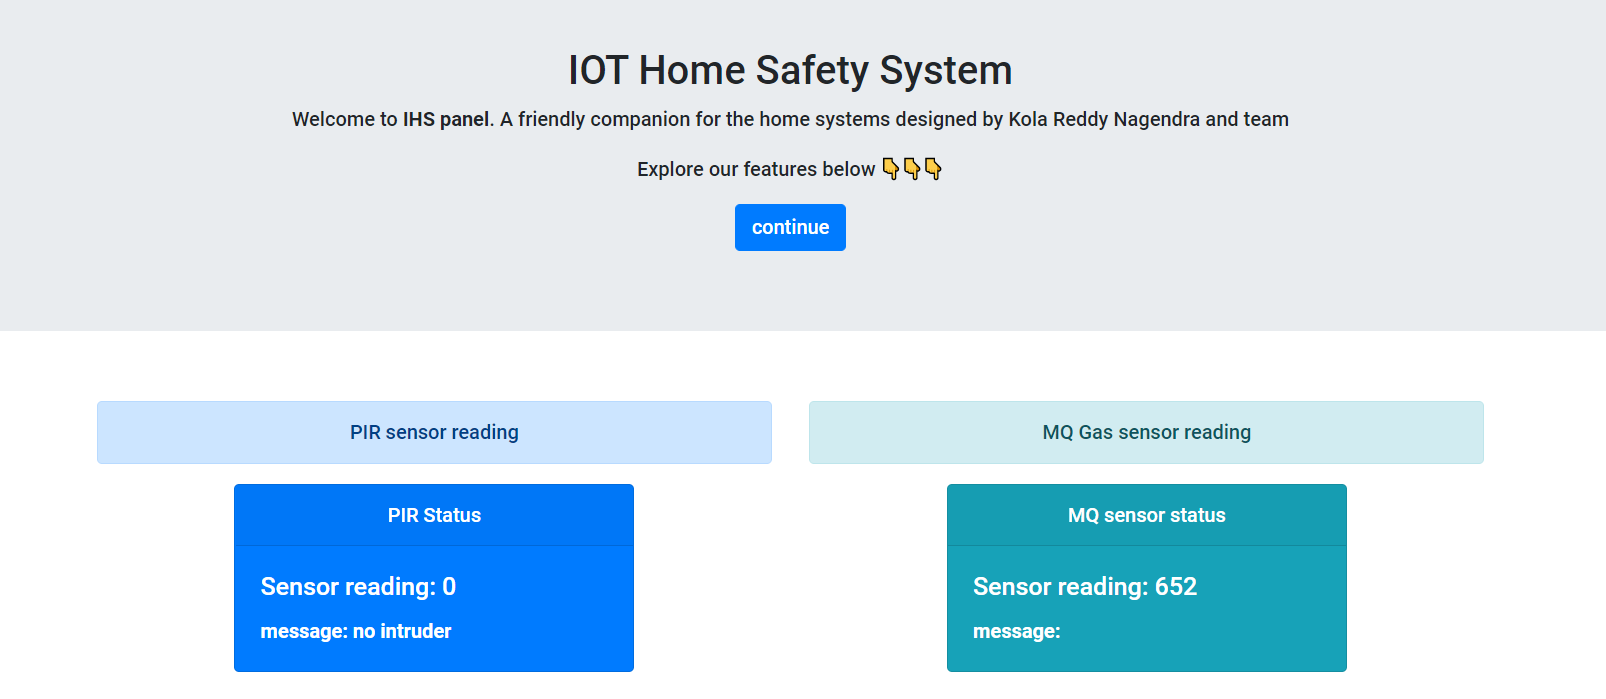 IOT Home Safety System
Welcome to IHS panel. A friendly companion for the home systems designed by Kola Reddy Nagendra and team
Explore our features below 👇👇👇
continue
PIR sensor reading
MQ Gas sensor reading
PIR Status
Sensor reading: 0
message: no intruder
MQ sensor status
Sensor reading: 652
message: